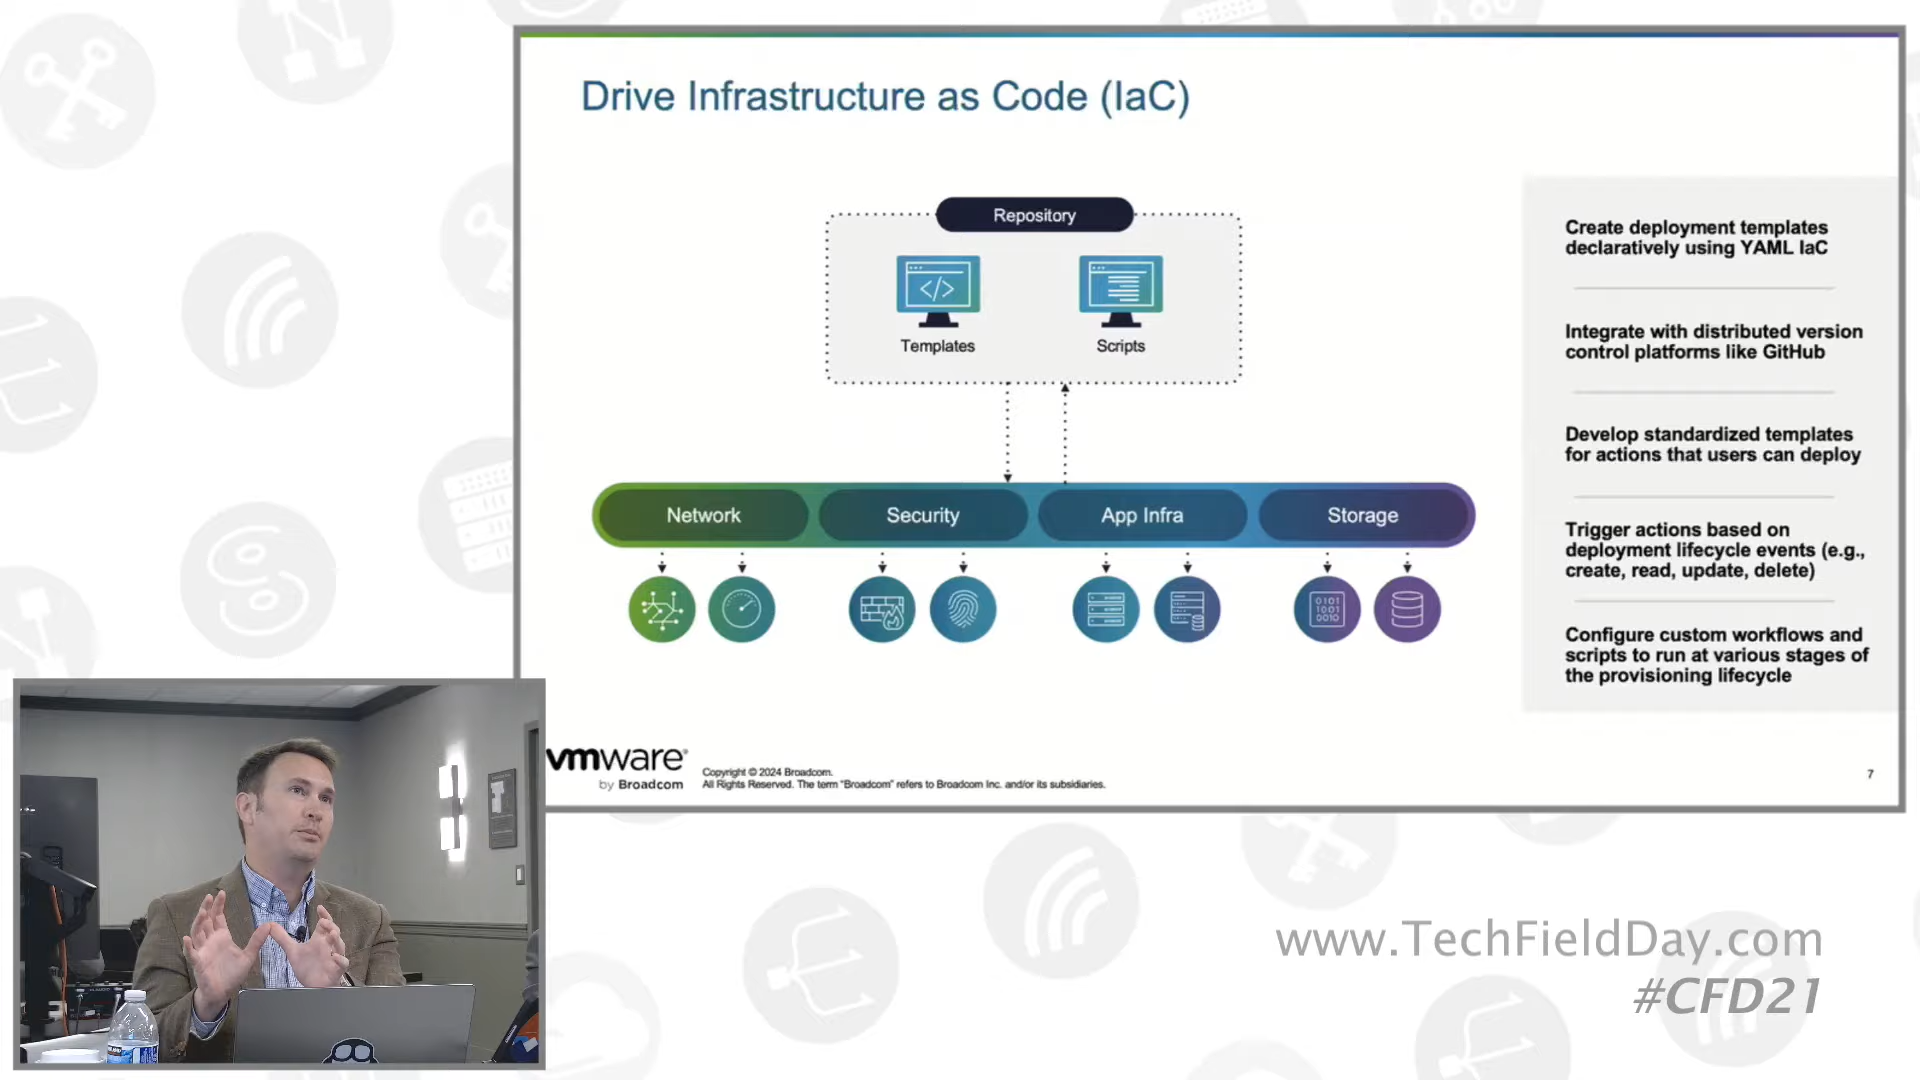 Drive Infrastructure as Code (IaC)
Repository
Templates
Scripts
Network
Security
App Infra
Storage
0101
1001
0010
Create deployment templates
declaratively using YAML IaC
Integrate with distributed version
control platforms like GitHub
Develop standardized templates
for actions that users can deploy
Trigger actions based on
deployment lifecycle events (e.g.,
create, read, update, delete)
Configure custom workflows and
scripts to run at various stages of
the provisioning lifecycle
vmware®
by Broadcom
Copyright © 2024 Broadcom.
All Rights Reserved. The term “Broadcom” refers to Broadcom Inc. and/or its subsidiaries.
7
www.TechFieldDay.com
#CFD21